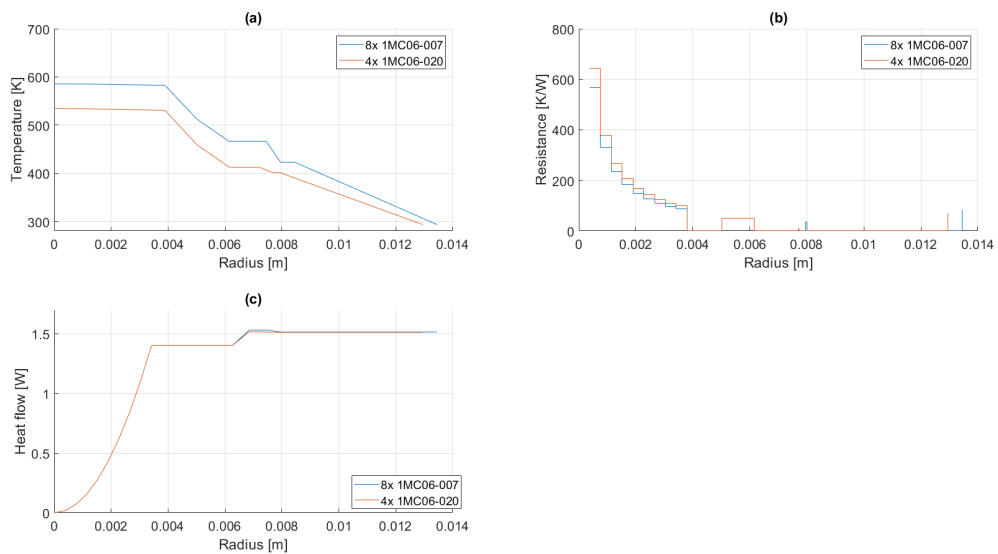 (a)
700
600
500
400
300
Temperature [K]
8x 1MC06-007
4x 1MC06-020
0 0.002 0.004 0.006 0.008 0.01 0.012 0.014
Radius [m]
(b)
800
600
400
200
0
Resistance [K/W]
8x 1MC06-007
4x 1MC06-020
0 0.002 0.004 0.006 0.008 0.01 0.012 0.014
Radius [m]
(c)
1.5
1
0.5
0
Heat flow [W]
8x 1MC06-007
4x 1MC06-020
0 0.002 0.004 0.006 0.008 0.01 0.012 0.014
Radius [m]